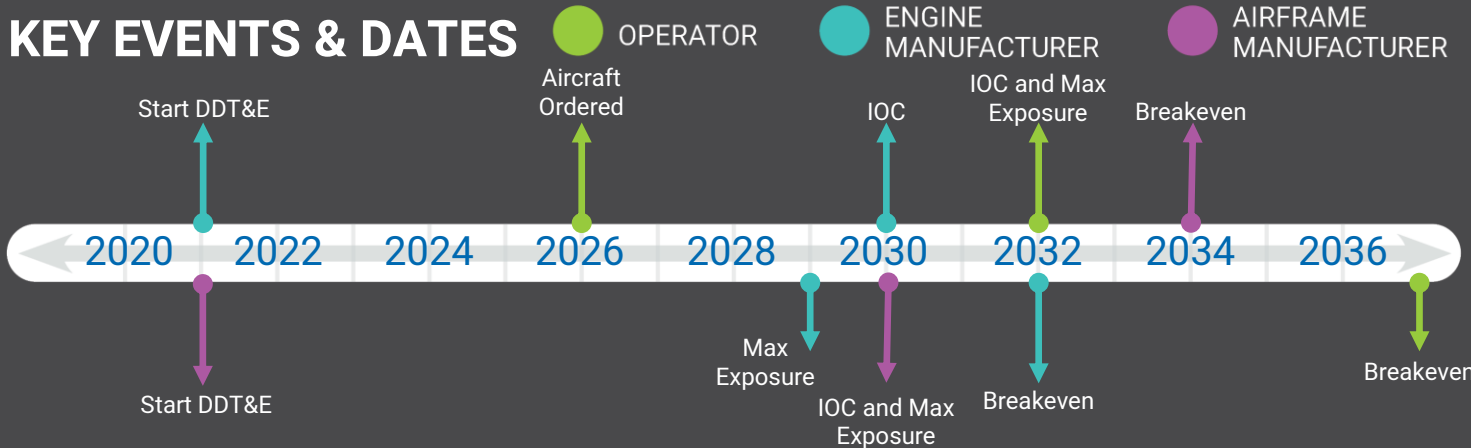 KEY EVENTS & DATES
OPERATOR
ENGINE
MANUFACTURER
AIRFRAME
MANUFACTURER
Start DDT&E
Aircraft
Ordered
IOC
IOC and Max
Exposure
Breakeven
2020 2022 2024 2026 2028 2030 2032 2034 2036
Start DDT&E
Max
Exposure
IOC and Max
Exposure
Breakeven
Breakeven